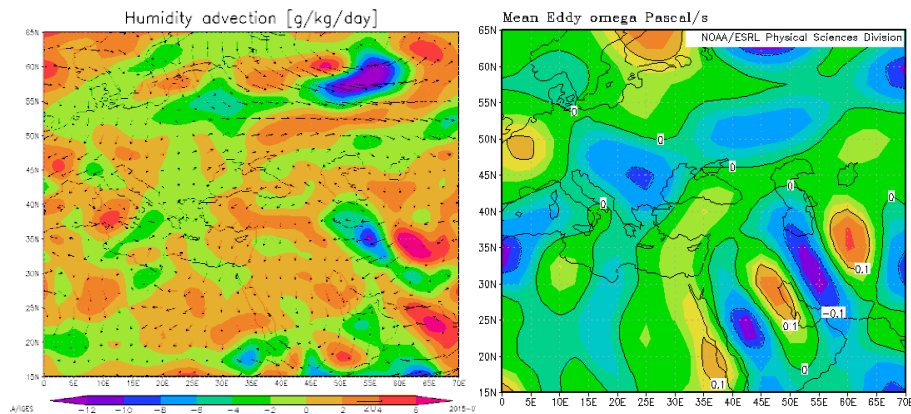 Humidity advection [g/kg/day]
65N
60N
55N
50N
45N
40N
35N
30N
25N
20N
15N
0 5E 10E 15E 20E 25E 30E 35E 40E 45E 50E 55E 60E 65E 70E
-12 -10 -8 -6 -4 -2 0 2 4 6
Mean Eddy omega Pascal/s
NOAA/ESRL Physical Sciences Division
65N
60N
55N
50N
45N
40N
35N
30N
25N
20N
15N
0 5E 10E 15E 20E 25E 30E 35E 40E 45E 50E 55E 60E 65E 70E
0
0
0
0
0
0
0
0.1
-0.1
0.1
0
0
0.1